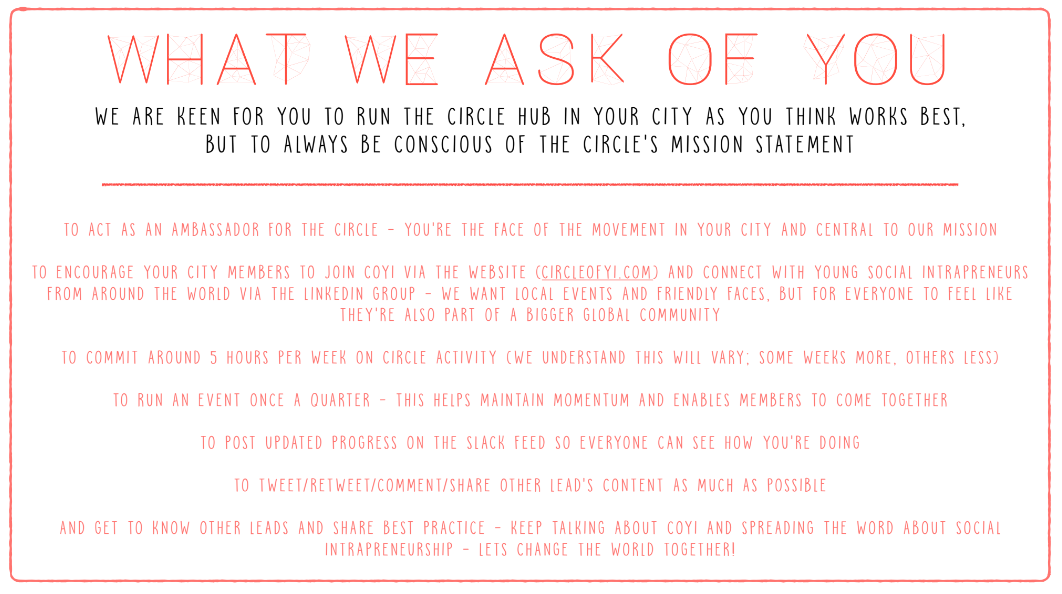 WHAT WE ASK OF YOU
WE ARE KEEN FOR YOU TO RUN THE CIRCLE HUB IN YOUR CITY AS YOU THINK WORKS BEST,
BUT TO ALWAYS BE CONSCIOUS OF THE CIRCLE'S MISSION STATEMENT
TO ACT AS AN AMBASSADOR FOR THE CIRCLE - YOU'RE THE FACE OF THE MOVEMENT IN YOUR CITY AND CENTRAL TO OUR MISSION
TO ENCOURAGE YOUR CITY MEMBERS TO JOIN COYI VIA THE WEBSITE (CIRCLEOFYI.COM) AND CONNECT WITH YOUNG SOCIAL INTRAPRENEURS
FROM AROUND THE WORLD VIA THE LINKEDIN GROUP - WE WANT LOCAL EVENTS AND FRIENDLY FACES, BUT FOR EVERYONE TO FEEL LIKE
THEY'RE ALSO PART OF A BIGGER GLOBAL COMMUNITY
TO COMMIT AROUND 5 HOURS PER WEEK ON CIRCLE ACTIVITY (WE UNDERSTAND THIS WILL VARY; SOME WEEKS MORE, OTHERS LESS)
TO RUN AN EVENT ONCE A QUARTER - THIS HELPS MAINTAIN MOMENTUM AND ENABLES MEMBERS TO COME TOGETHER
TO POST UPDATED PROGRESS ON THE SLACK FEED SO EVERYONE CAN SEE HOW YOU'RE DOING
TO TWEET/RETWEET/COMMENT/SHARE OTHER LEAD'S CONTENT AS MUCH AS POSSIBLE
AND GET TO KNOW OTHER LEADS AND SHARE BEST PRACTICE - KEEP TALKING ABOUT COYI AND SPREADING THE WORD ABOUT SOCIAL
INTRAPRENEURSHIP - LETS CHANGE THE WORLD TOGETHER!